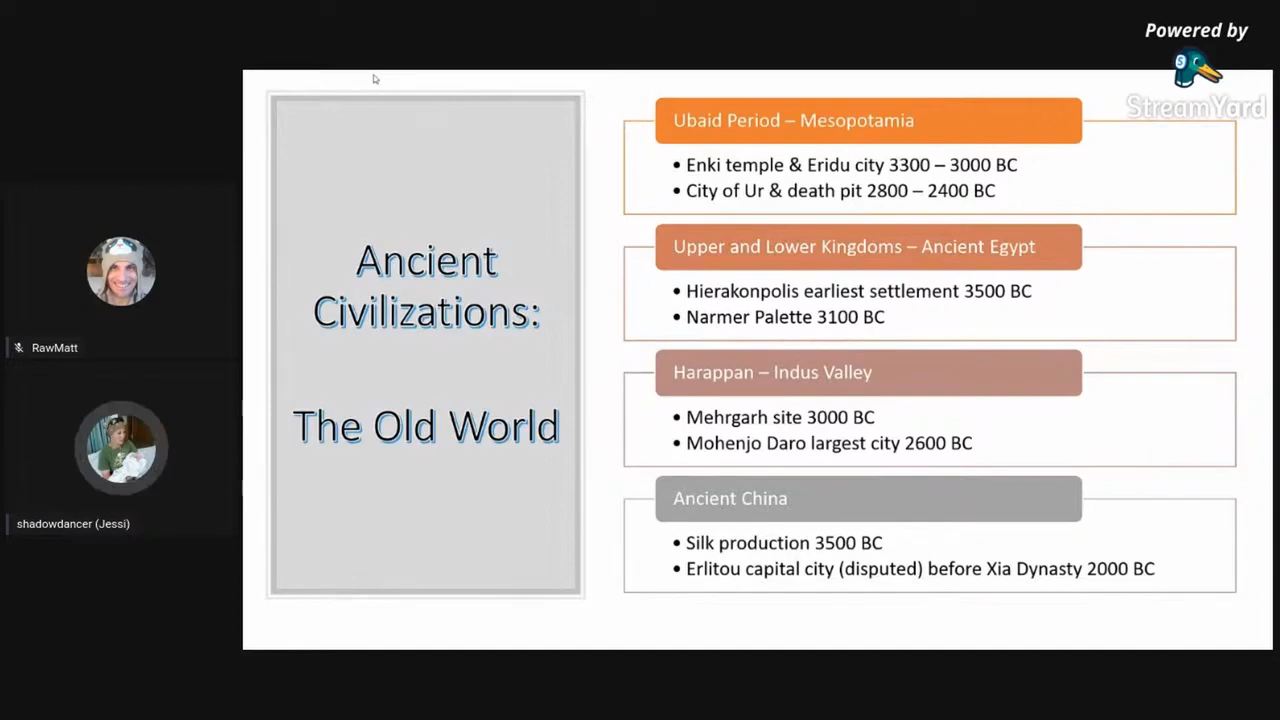 Powered by
StreamYard
Ancient
Civilizations:
The Old World
Ubaid Period – Mesopotamia
• Enki temple & Eridu city 3300 – 3000 BC
• City of Ur & death pit 2800 – 2400 BC
Upper and Lower Kingdoms – Ancient Egypt
• Hierakonpolis earliest settlement 3500 BC
• Narmer Palette 3100 BC
Harappan – Indus Valley
• Mehrgarh site 3000 BC
• Mohenjo Daro largest city 2600 BC
Ancient China
• Silk production 3500 BC
• Erlitou capital city (disputed) before Xia Dynasty 2000 BC
RawMatt
shadowdancer (Jessi)